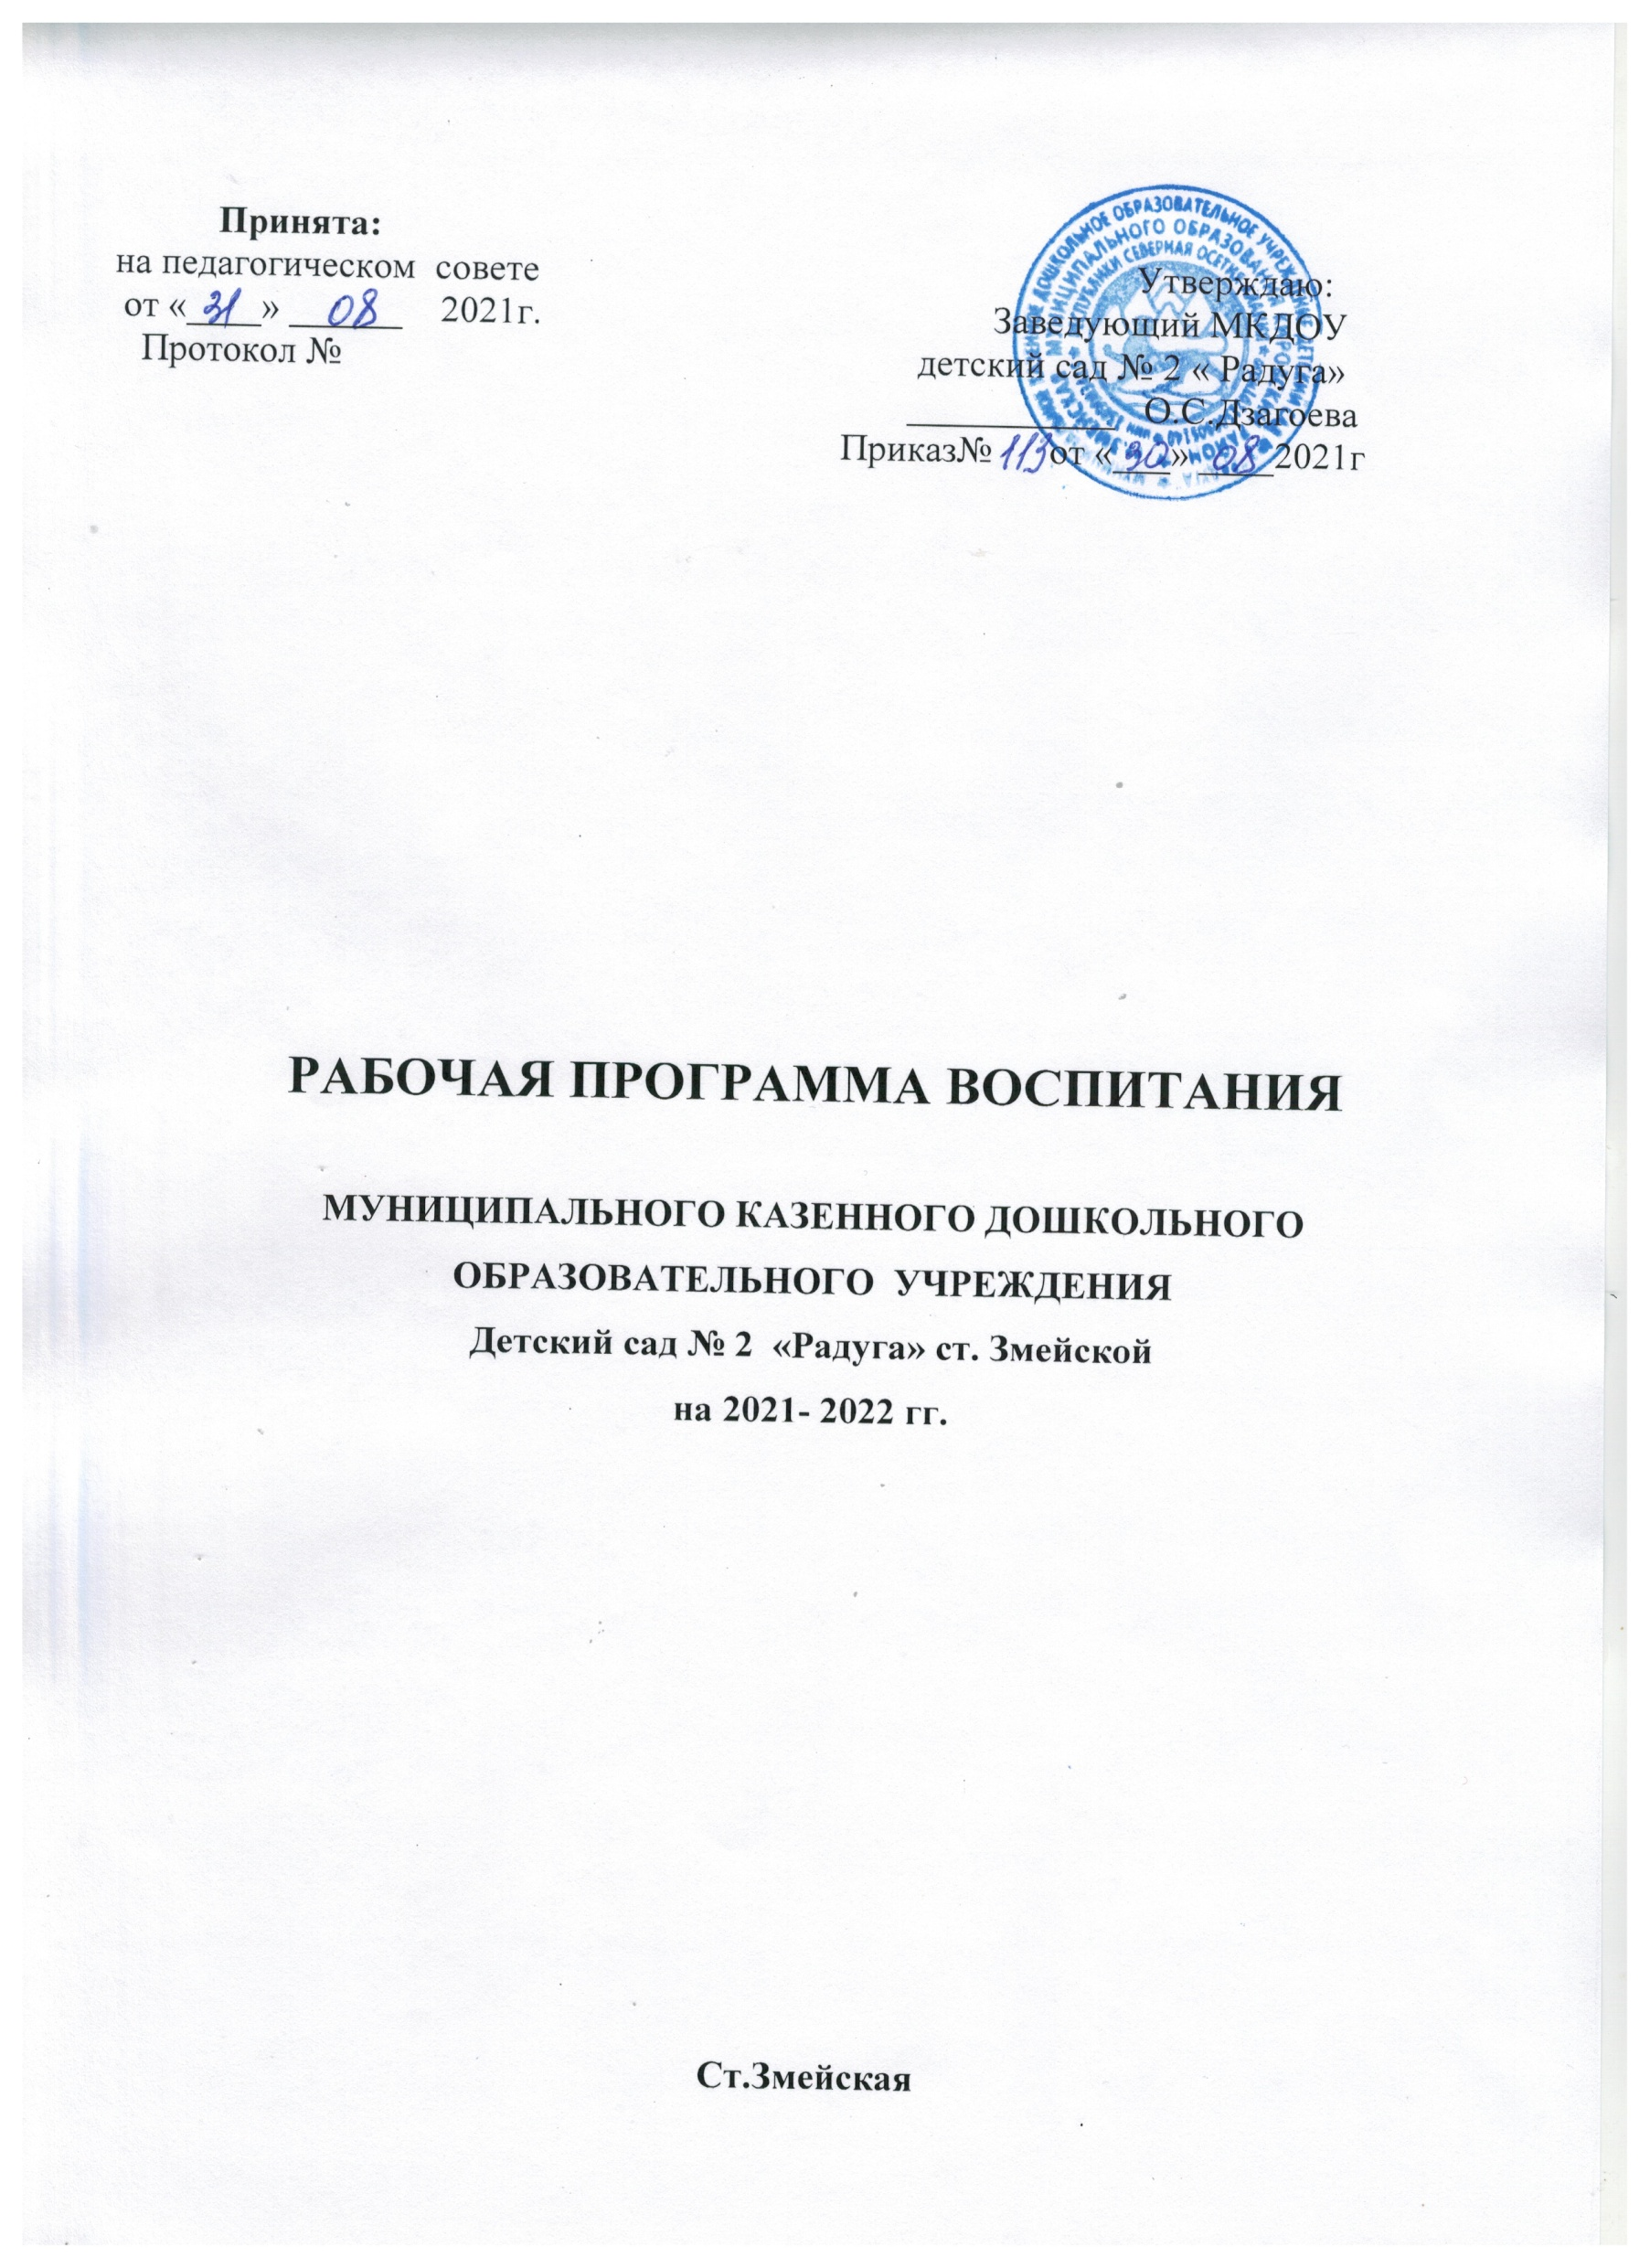 Принята:
на педагогическом совете
от «31» 08 2021г.
Протокол №
Утверждаю:
Заведующий МКДОУ
детский сад № 2 « Радуга»
О.С.Дзагоева
Приказ№ 113 от «30» 08 2021г
РАБОЧАЯ ПРОГРАММА ВОСПИТАНИЯ
МУНИЦИПАЛЬНОГО КАЗЕННОГО ДОШКОЛЬНОГО
ОБРАЗОВАТЕЛЬНОГО УЧРЕЖДЕНИЯ
Детский сад № 2 «Радуга» ст. Змейской
на 2021- 2022 гг.
Ст.Змейская